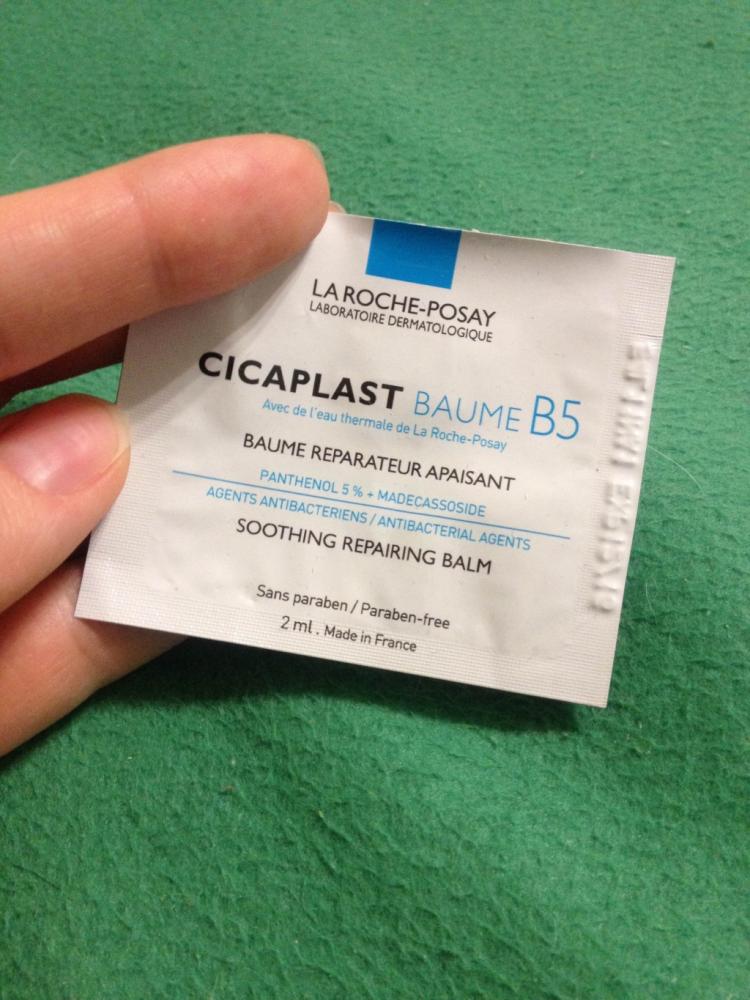 LA ROCHE-POSAY
LABORATOIRE DERMATOLOGIQUE
CICAPLAST BAUME B5
Avec de l'eau thermale de La Roche-Posay
BAUME REPARATEUR APAISANT
PANTHENOL 5 % + MADECASSOSIDE
AGENTS ANTIBACTERIENS / ANTIBACTERIAL AGENTS
SOOTHING REPAIRING BALM
Sans paraben / Paraben-free
2 ml . Made in France